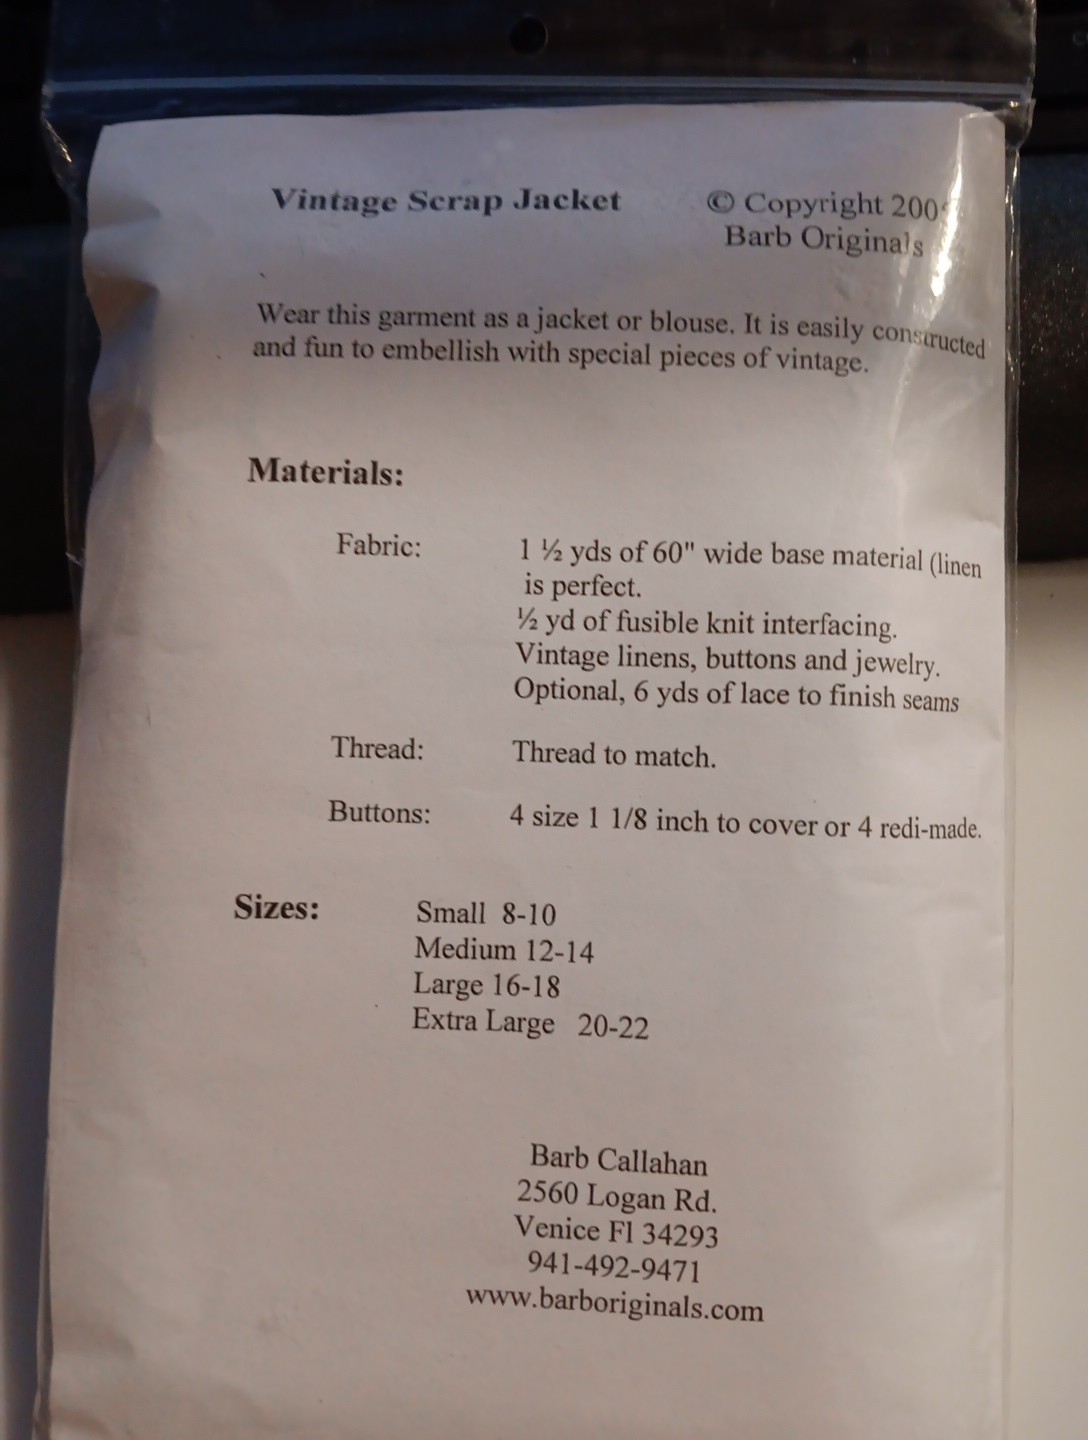 Vintage Scrap Jacket
© Copyright
Barb Originals
Wear this garment as a jacket or blouse. It is easily constructed
and fun to embellish with special pieces of vintage.
Materials:
Fabric: 1 ½ yds of 60" wide base material (linen
is perfect.
½ yd of fusible knit interfacing.
Vintage linens, buttons and jewelry.
Optional, 6 yds of lace to finish seams
Thread: Thread to match.
Buttons: 4 size 1 1/8 inch to cover or 4 redi-made.
Sizes: Small 8-10
Medium 12-14
Large 16-18
Extra Large 20-22
Barb Callahan
2560 Logan Rd.
Venice Fl 34293
941-492-9471
www.barboriginals.com